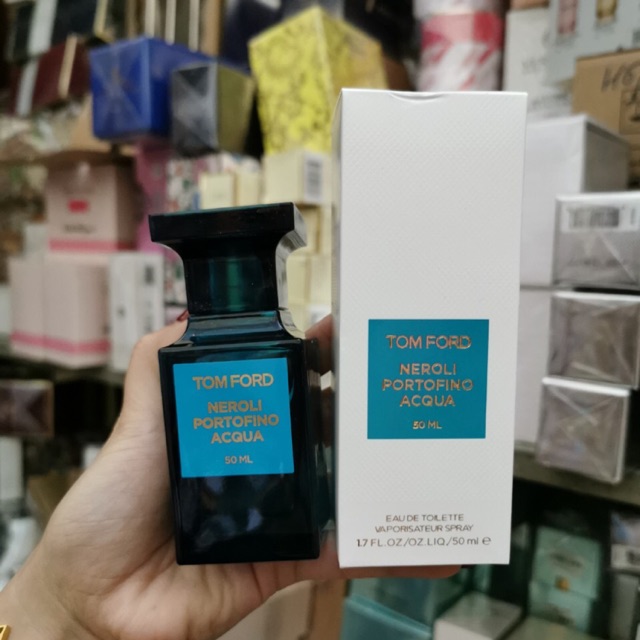 TOM FORD
NEROLI
PORTOFINO
ACQUA
50 ML
TOM FORD
NEROLI
PORTOFINO
ACQUA
50 ML
EAU DE TOILETTE
VAPORISATEUR SPRAY
1.7 FL.OZ/OZ.LIQ./50 ml e